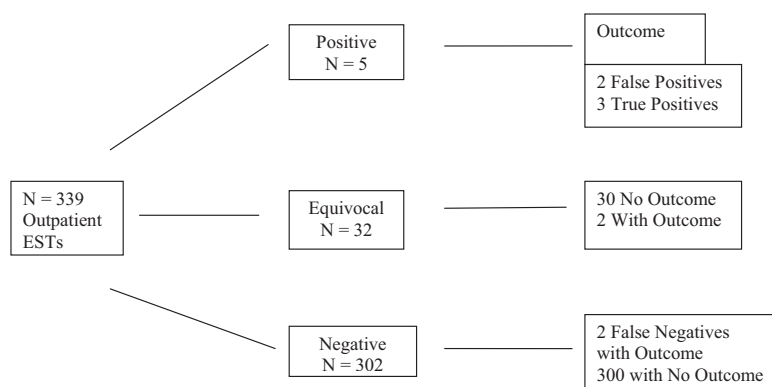 Positive
N = 5
Outcome
2 False Positives
3 True Positives
N = 339
Outpatient
ESTs
Equivocal
N = 32
30 No Outcome
2 With Outcome
Negative
N = 302
2 False Negatives
with Outcome
300 with No Outcome